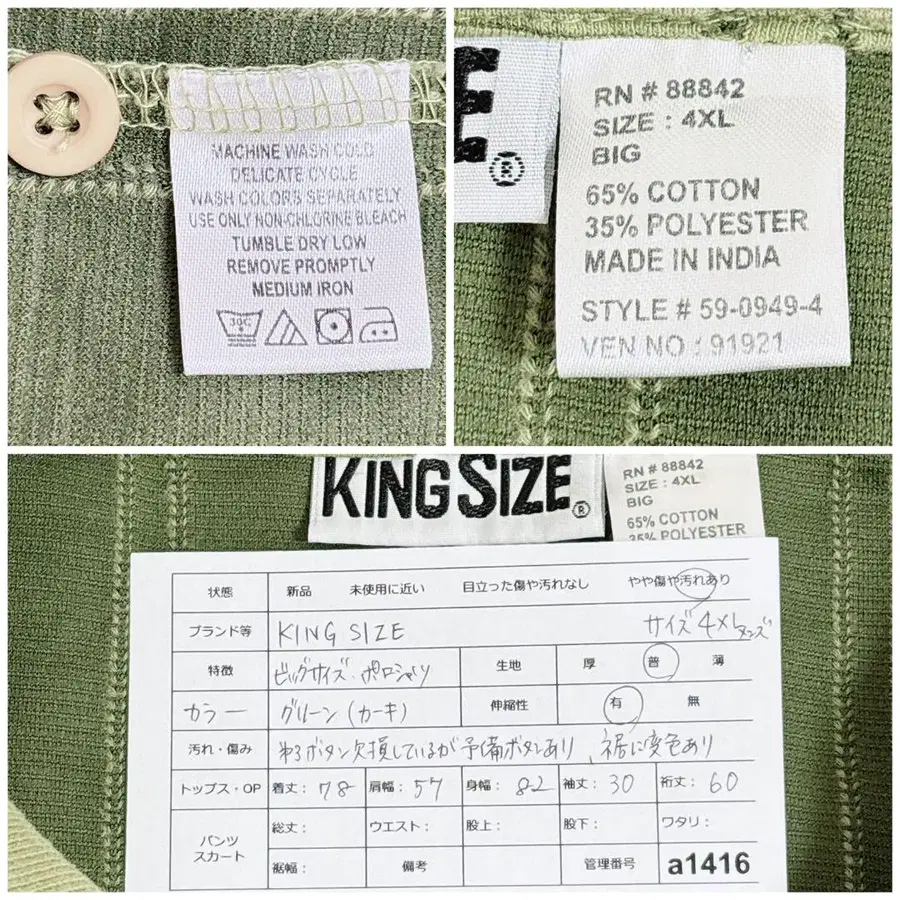 MACHINE WASH COLD
DELICATE CYCLE
WASH COLORS SEPARATELY
USE ONLY NON-CHLORINE BLEACH
TUMBLE DRY LOW
REMOVE PROMPTLY
MEDIUM IRON
30C
E®
RN # 88842
SIZE : 4XL
BIG
65% COTTON
35% POLYESTER
MADE IN INDIA
STYLE # 59-0949-4
VEN NO : 91921
KINGSIZE®
RN # 88842
SIZE : 4XL
BIG
65% COTTON
35% POLYESTER
状態 新品 未使用に近い 目立った傷や汚れなし やや傷や汚れあり
ブランド等 KING SIZE サイズ 4XL メンズ
特徴 ビッグサイズ・ポロシャツ 生地 厚 普 薄
カラー グリーン(カーキ) 伸縮性 有 無
汚れ・傷み ボタン欠損しているが予備ボタンあり、裾に変色あり
トップス・OP 着丈: 78 肩幅: 57 身幅: 82 袖丈: 30 裄丈: 60
パンツ
スカート
総丈: ウエスト: 股上: 股下: ワタリ:
裾幅: 備考 管理番号 a1416